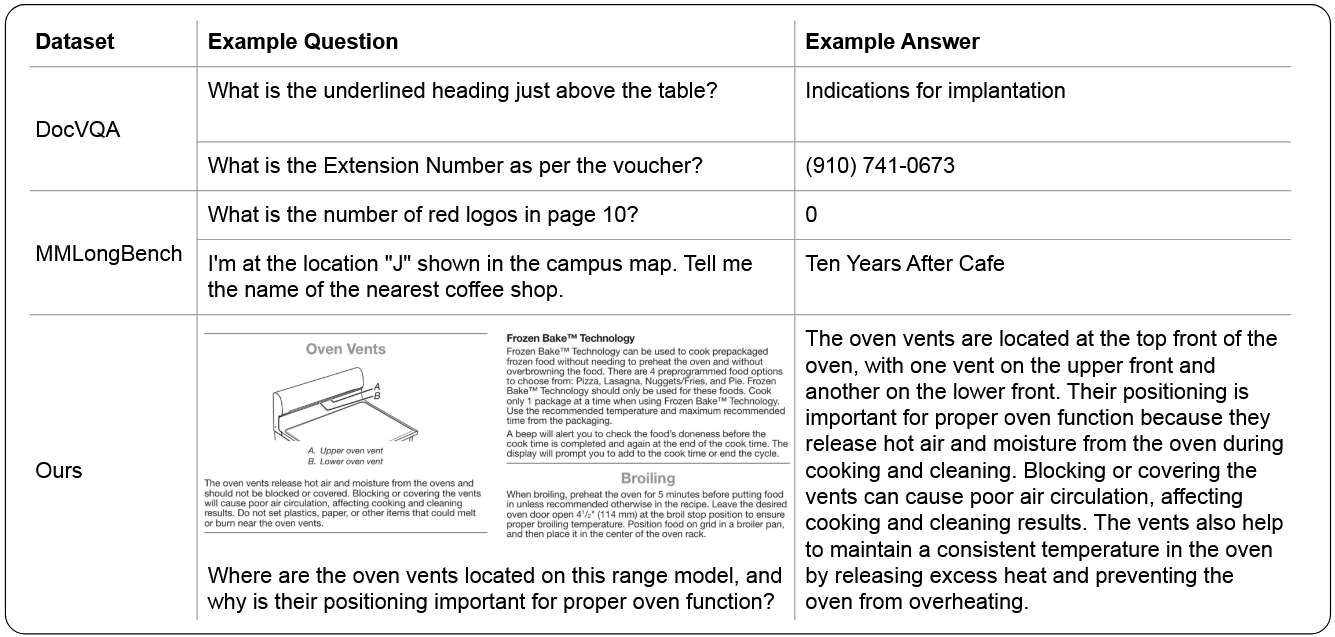 Dataset
Example Question
Example Answer
DocVQA
What is the underlined heading just above the table?
Indications for implantation
What is the Extension Number as per the voucher?
(910) 741-0673
MMLongBench
What is the number of red logos in page 10?
0
I'm at the location "J" shown in the campus map. Tell me
the name of the nearest coffee shop.
Ten Years After Cafe
Ours
Oven Vents
A
B
A. Upper oven vent
B. Lower oven vent
The oven vents release hot air and moisture from the ovens and
should not be blocked or covered. Blocking or covering the vents
will cause poor air circulation, affecting cooking and cleaning
results. Do not set plastics, paper, or other items that could melt
or burn near the oven vents.
Frozen Bake™ Technology
Frozen Bake™ Technology can be used to cook prepackaged
frozen food without needing to preheat the oven and without
overbrowning the food. There are 4 preprogrammed food options
to choose from: Pizza, Lasagna, Nuggets/Fries, and Pie. Frozen
Bake™ Technology should only be used for these foods. Cook
only 1 package at a time when using Frozen Bake™ Technology.
Use the recommended temperature and maximum recommended
time from the packaging.
A beep will alert you to check the food's doneness before the
cook time is completed and again at the end of the cook time. The
display will prompt you to add to the cook time or end the cycle.
Broiling
When broiling, preheat the oven for 5 minutes before putting food
in unless recommended otherwise in the recipe. Leave the desired
oven door open 4¹/₂" (114 mm) at the broil stop position to ensure
proper broiling temperature. Position food on grid in a broiler pan,
and then place it in the center of the oven rack.
Where are the oven vents located on this range model, and
why is their positioning important for proper oven function?
The oven vents are located at the top front of the
oven, with one vent on the upper front and
another on the lower front. Their positioning is
important for proper oven function because they
release hot air and moisture from the oven during
cooking and cleaning. Blocking or covering the
vents can cause poor air circulation, affecting
cooking and cleaning results. The vents also help
to maintain a consistent temperature in the oven
by releasing excess heat and preventing the
oven from overheating.